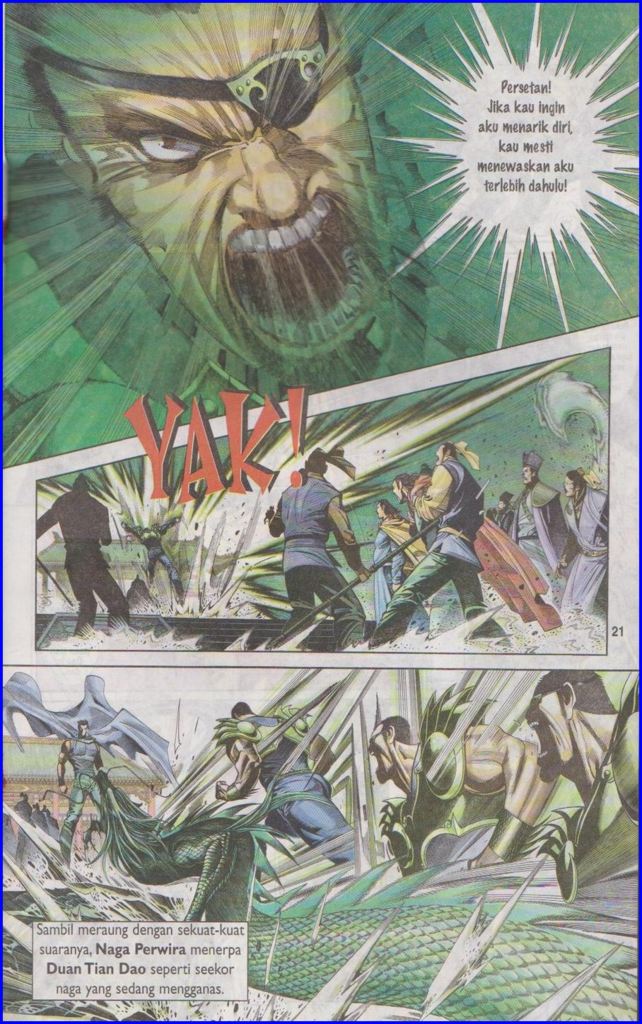 Persetan!
Jika kau ingin
aku menarik diri,
kau mesti
menewaskan aku
terlebih dahulu!
YAK!
21
Sambil meraung dengan sekuat-kuat
suaranya, Naga Perwira menerpa
Duan Tian Dao seperti seekor
naga yang sedang mengganas.